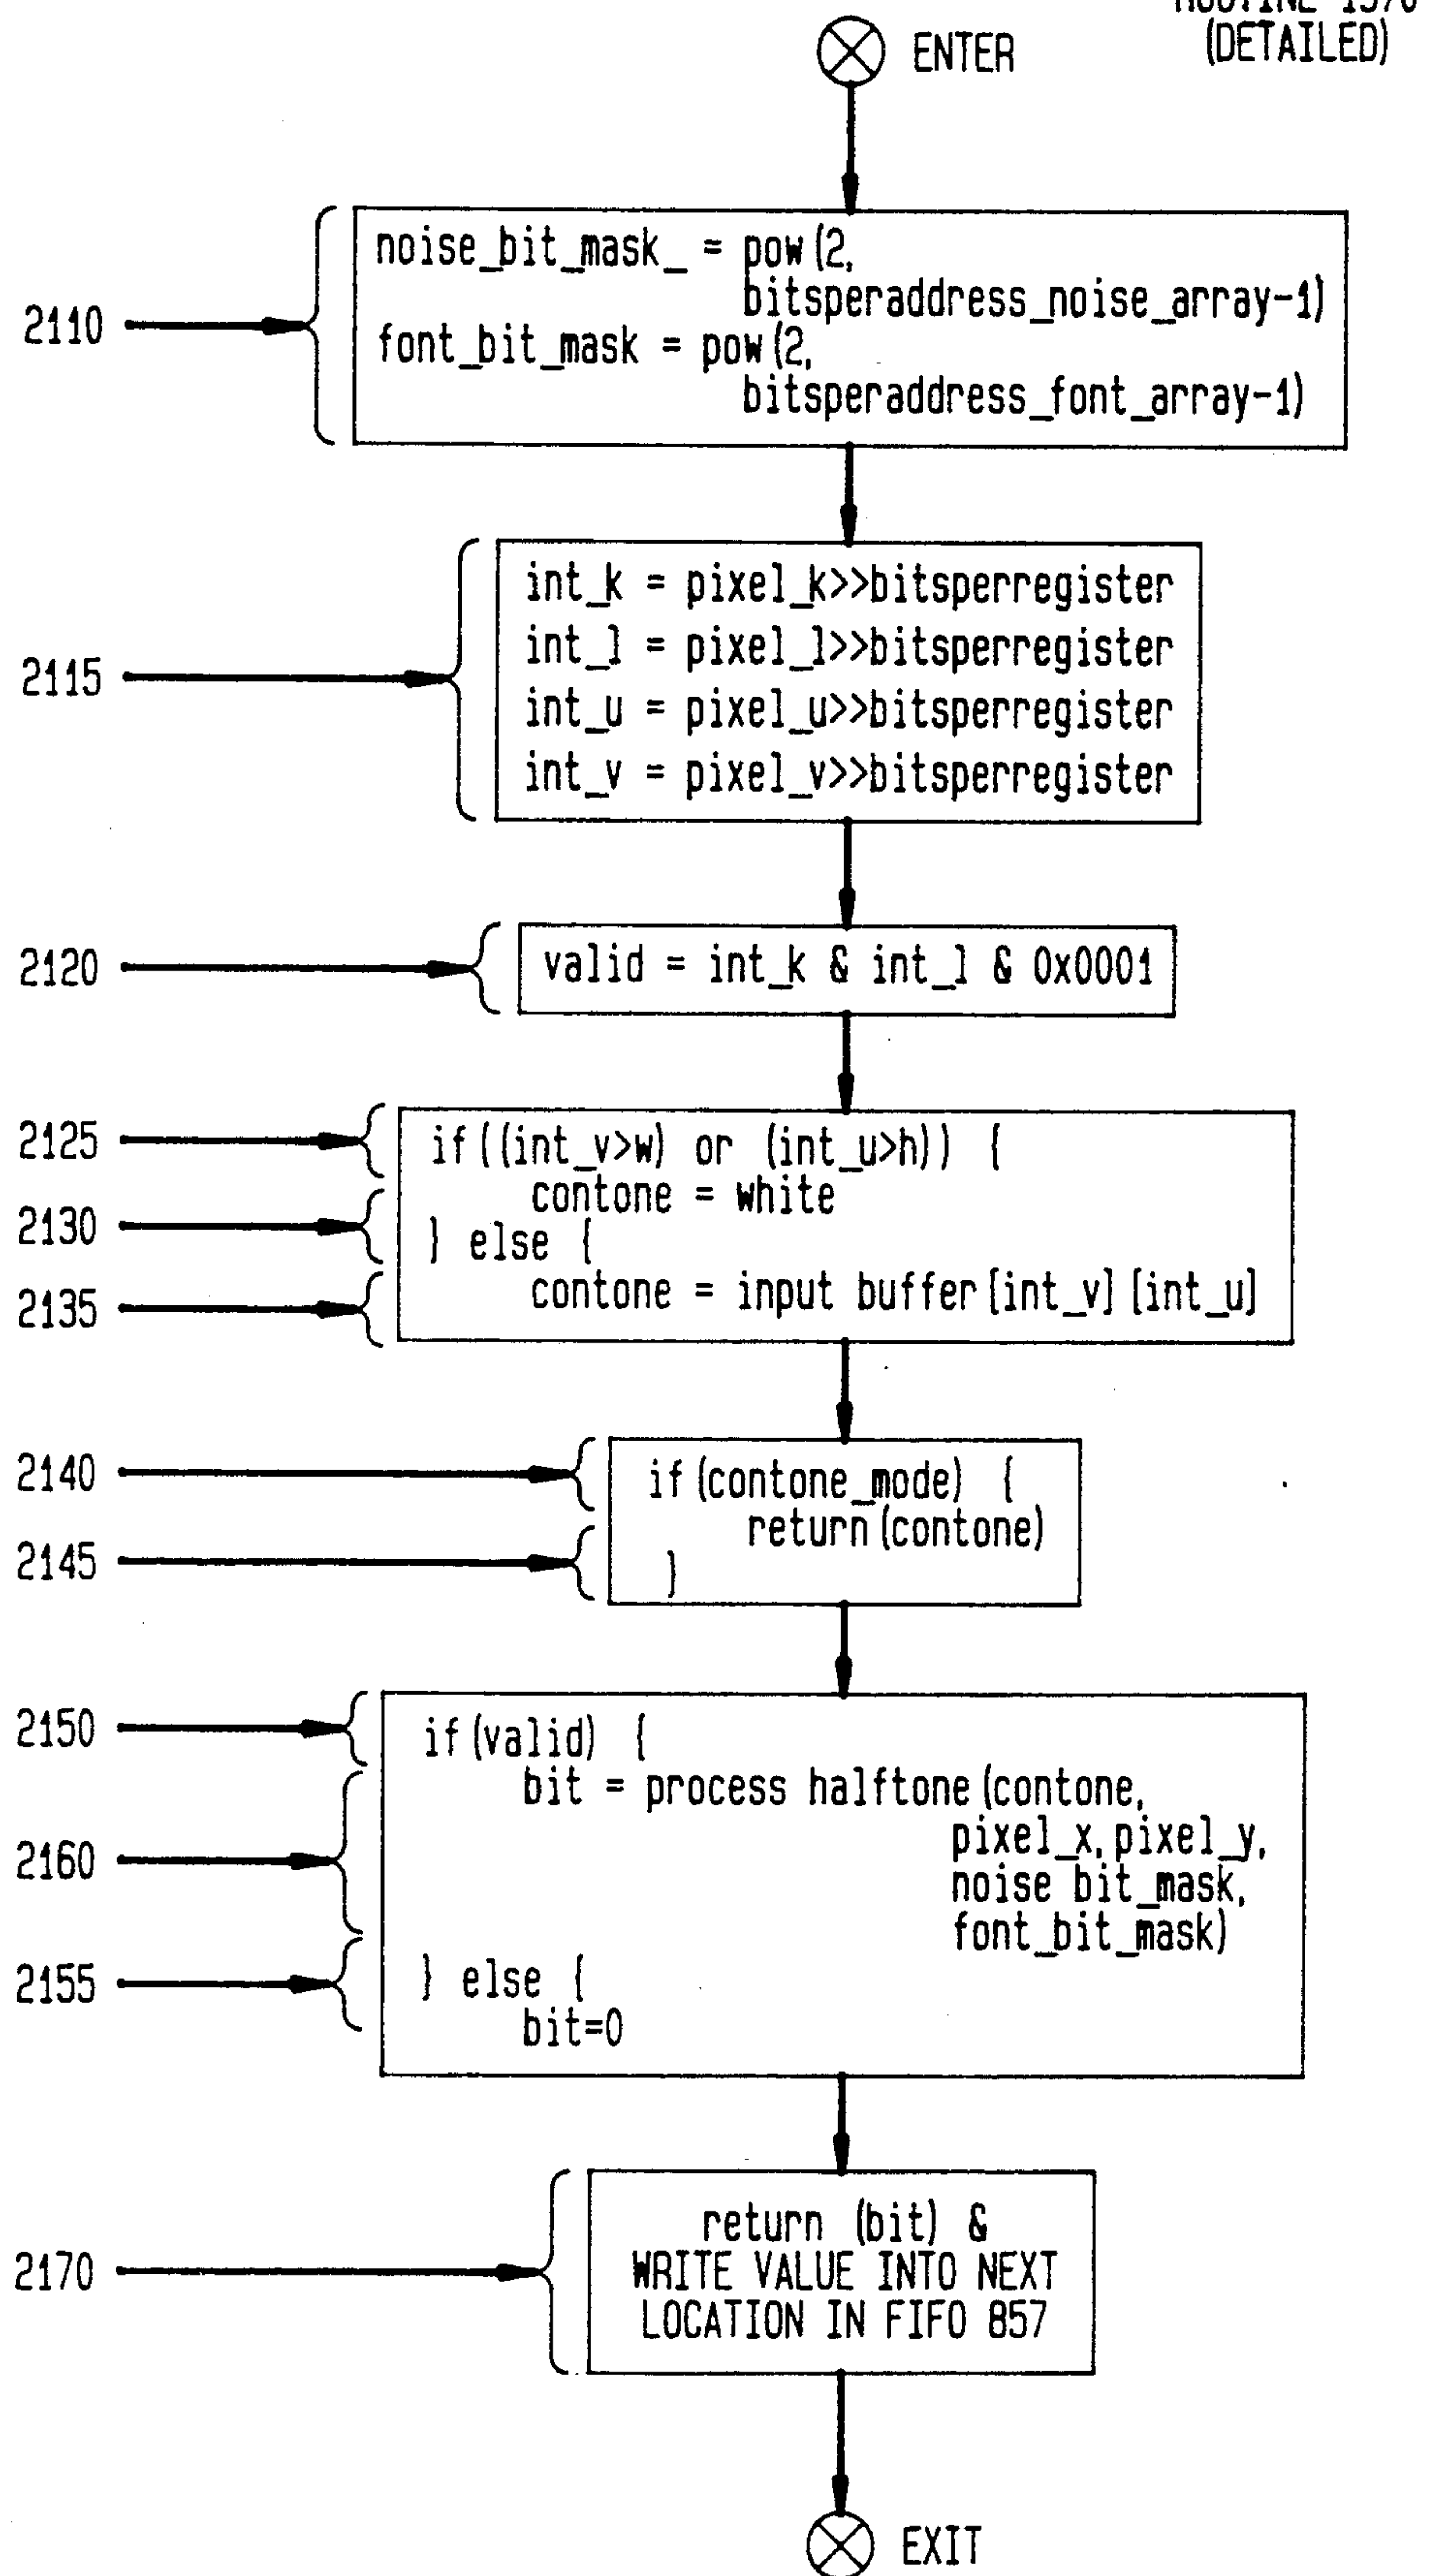 (DETAILED)
ENTER
2110
noise_bit_mask_ = pow(2,
bitsperaddress_noise_array-1)
font_bit_mask = pow(2,
bitsperaddress_font_array-1)
2115
int_k = pixel_k>>bitsperregister
int_l = pixel_l>>bitsperregister
int_u = pixel_u>>bitsperregister
int_v = pixel_v>>bitsperregister
2120
valid = int_k & int_l & 0x0001
2125
if((int_v>w) or (int_u>h)) {
contone = white
2130
} else {
2135
contone = input buffer[int_v][int_u]
2140
if(contone_mode) {
return(contone)
2145
}
2150
if(valid) {
bit = process halftone(contone,
pixel_x,pixel_y,
2160
noise bit_mask,
font_bit_mask)
2155
} else {
bit=0
2170
return (bit) &
WRITE VALUE INTO NEXT
LOCATION IN FIFO 857
EXIT